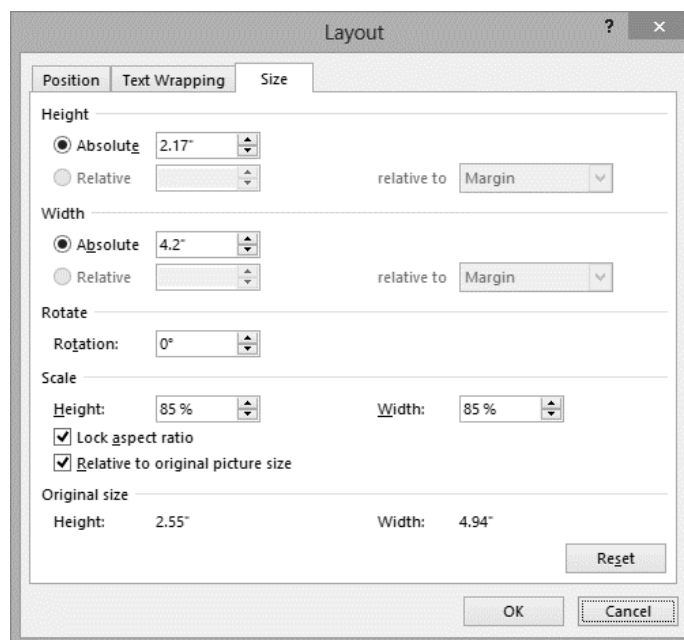 Layout ? ×
Position Text Wrapping Size
Height
Absolute 2.17"
Relative relative to Margin
Width
Absolute 4.2"
Relative relative to Margin
Rotate
Rotation: 0°
Scale
Height: 85 % Width: 85 %
Lock aspect ratio
Relative to original picture size
Original size
Height: 2.55" Width: 4.94"
Reset
OK Cancel